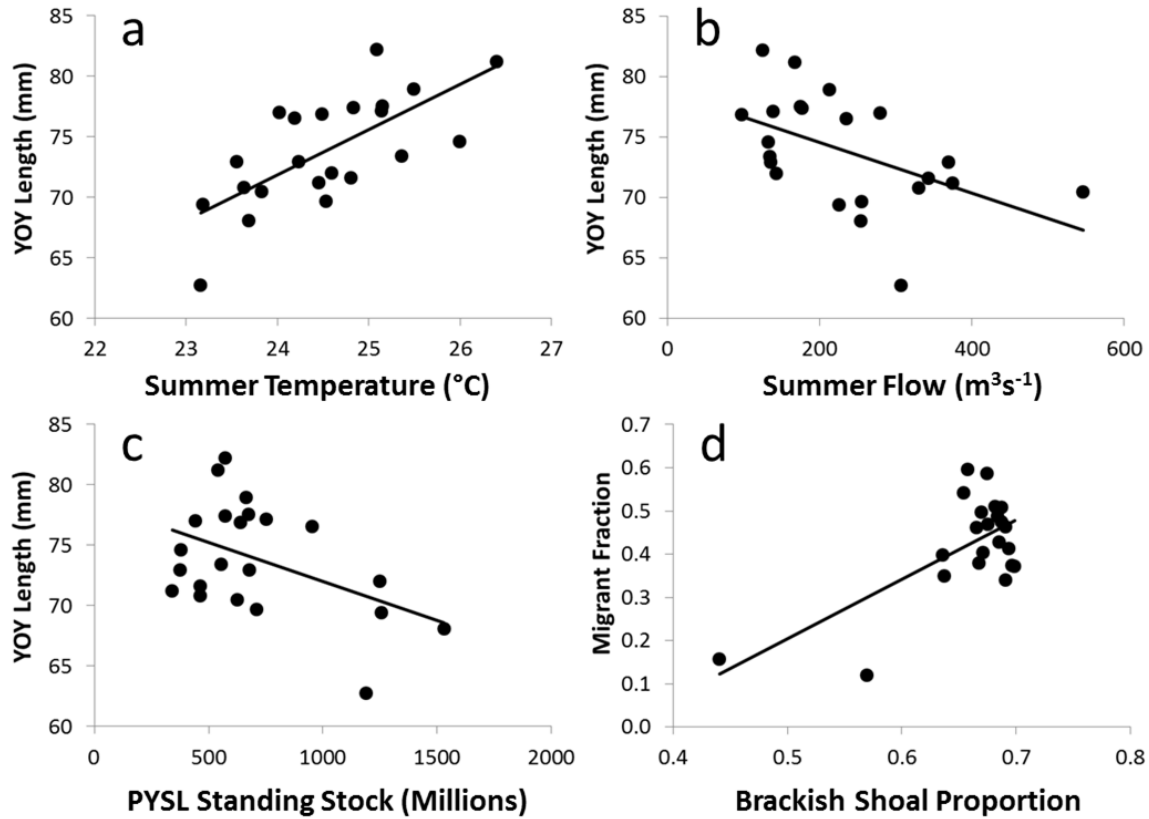 a
YOY Length (mm)
85
80
75
70
65
60
22 23 24 25 26 27
Summer Temperature (°C)
b
YOY Length (mm)
85
80
75
70
65
60
0 200 400 600
Summer Flow (m³s⁻¹)
c
YOY Length (mm)
85
80
75
70
65
60
0 500 1000 1500 2000
PYSL Standing Stock (Millions)
d
Migrant Fraction
0.7
0.6
0.5
0.4
0.3
0.2
0.1
0.0
0.4 0.5 0.6 0.7 0.8
Brackish Shoal Proportion